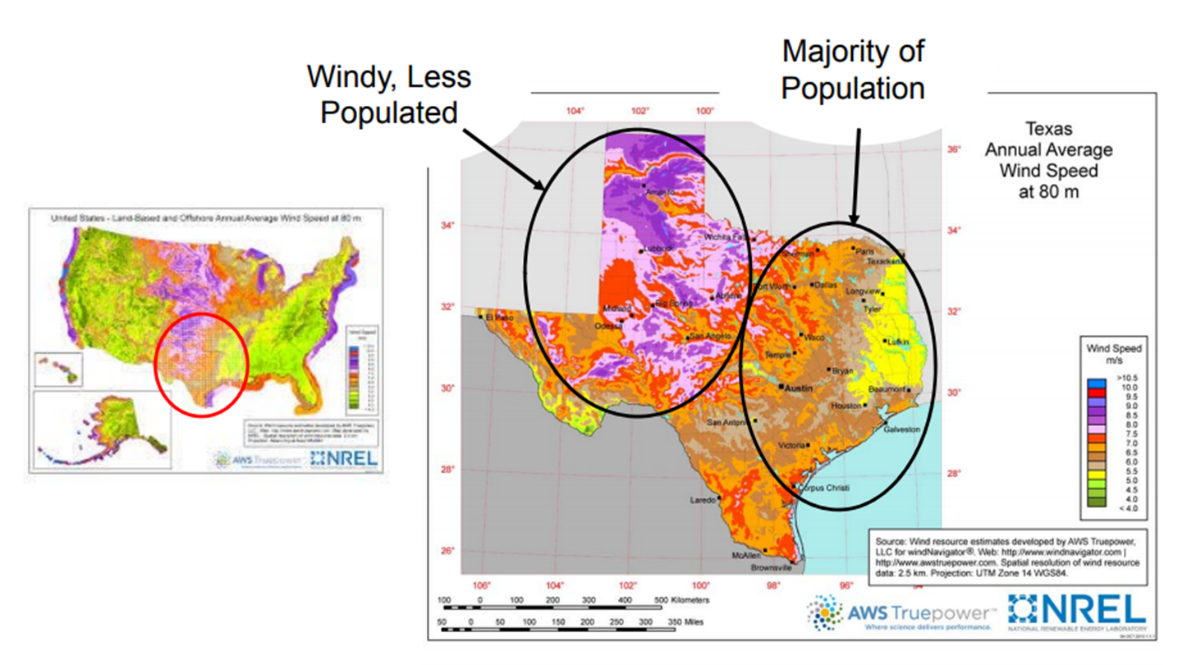 Windy, Less
Populated
Majority of
Population
United States - Land-Based and Offshore Annual Average Wind Speed at 80 m
Wind Speed
m/s
AWS Truepower
NREL
Texas
Annual Average
Wind Speed
at 80 m
104° 102° 100°
36°
34°
34°
32°
32°
30°
30°
28°
28°
26°
106° 104° 102° 100° 98° 96° 94°
Amarillo
Lubbock
Wichita Falls
Sherman
Paris
Texarkana
Fort Worth
Dallas
Longview
Tyler
Abilene
Big Spring
Midland
Odessa
El Paso
San Angelo
Waco
Lufkin
Temple
Bryan
Austin
Beaumont
Houston
Galveston
San Antonio
Victoria
Corpus Christi
Laredo
McAllen
Brownsville
Wind Speed
m/s
>10.5
10.0
9.5
9.0
8.5
8.0
7.5
7.0
6.5
6.0
5.5
5.0
4.5
4.0
< 4.0
Source: Wind resource estimates developed by AWS Truepower,
LLC for windNavigator®. Web: http://www.windnavigator.com |
http://www.awstruepower.com. Spatial resolution of wind resource
data: 2.5 km. Projection: UTM Zone 14 WGS84.
100 0 100 200 300 400 500 Kilometers
50 0 50 100 150 200 250 300 350 Miles
AWS Truepower™
Where science delivers performance.
NREL
NATIONAL RENEWABLE ENERGY LABORATORY